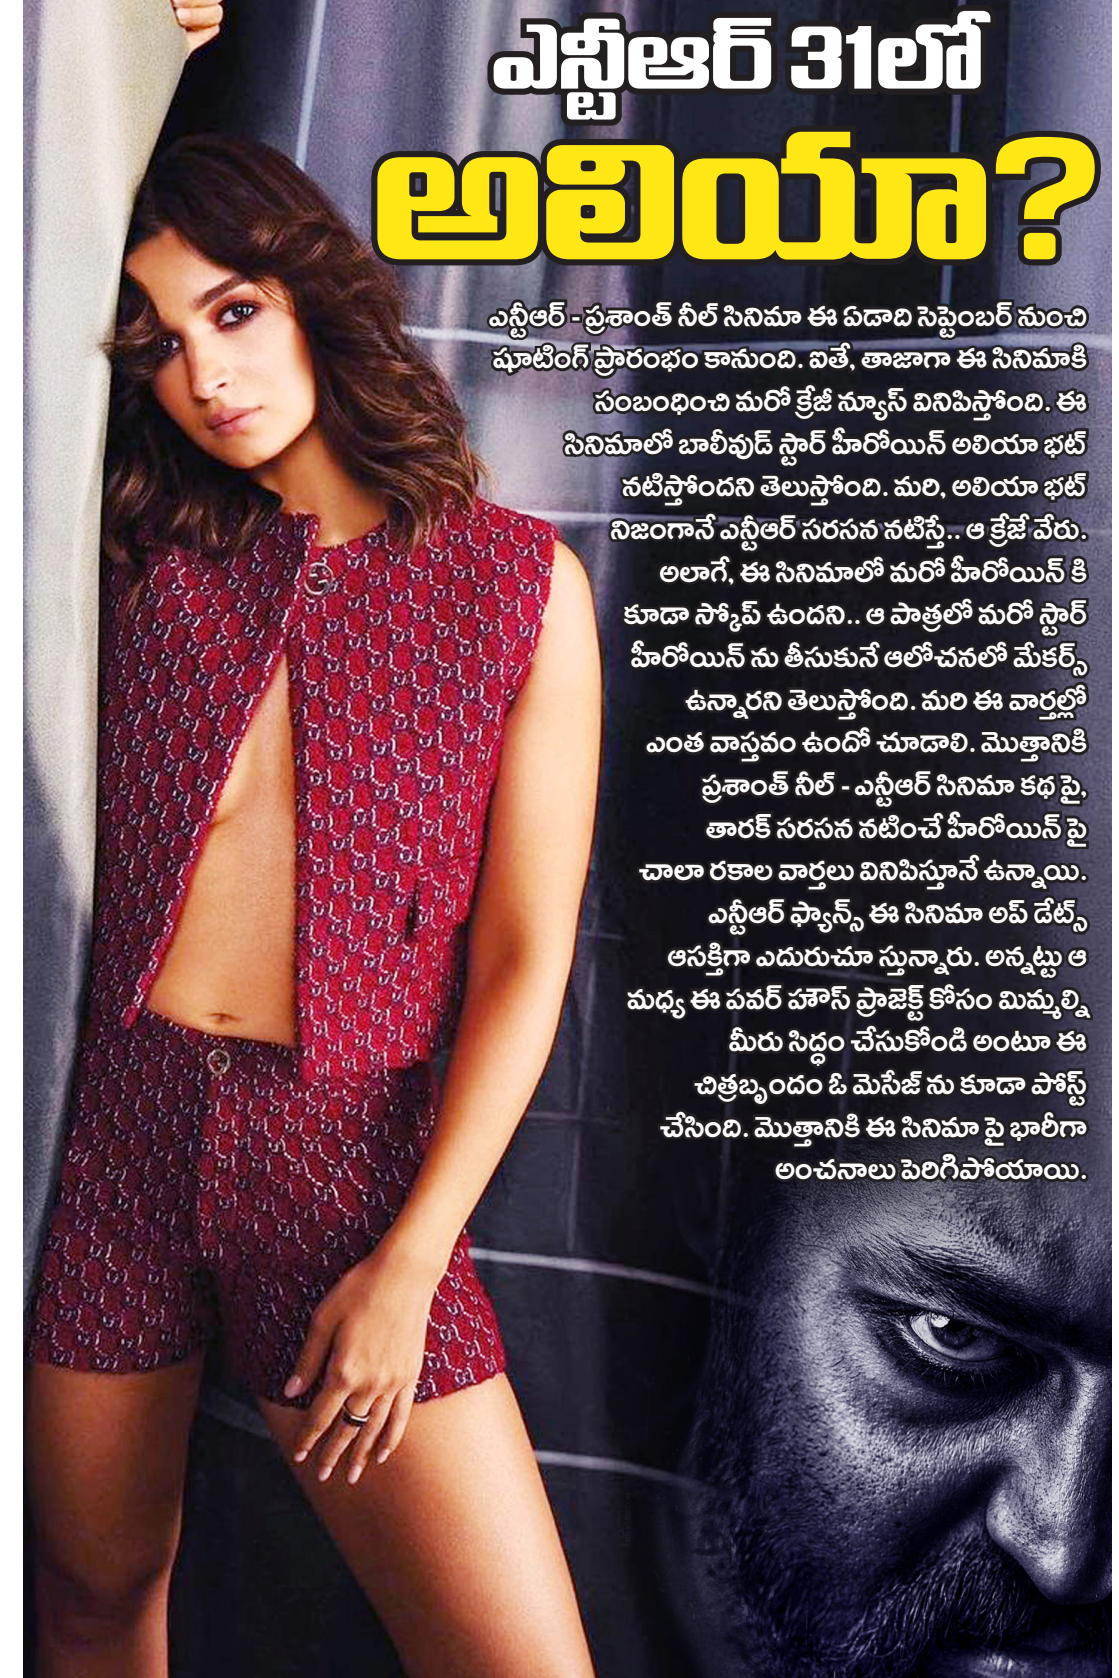 ఎన్టీఆర్ 31లో
అలియా?
ఎన్టీఆర్ - ప్రశాంత్ నీల్ సినిమా ఈ ఏడాది సెప్టెంబర్ నుంచి
షూటింగ్ ప్రారంభం కానుంది. ఐతే, తాజాగా ఈ సినిమాకి
సంబంధించి మరో క్రేజీ న్యూస్ వినిపిస్తోంది. ఈ
సినిమాలో బాలీవుడ్ స్టార్ హీరోయిన్ అలియా భట్
నటిస్తోందని తెలుస్తోంది. మరి, అలియా భట్
నిజంగానే ఎన్టీఆర్ సరసన నటిస్తే.. ఆ క్రేజే వేరు.
అలాగే, ఈ సినిమాలో మరో హీరోయిన్ కి
కూడా స్కోప్ ఉందని.. ఆ పాత్రలో మరో స్టార్
హీరోయిన్ ను తీసుకునే ఆలోచనలో మేకర్స్
ఉన్నారని తెలుస్తోంది. మరి ఈ వార్తల్లో
ఎంత వాస్తవం ఉందో చూడాలి. మొత్తానికి
ప్రశాంత్ నీల్ - ఎన్టీఆర్ సినిమా కథ పై,
తారక్ సరసన నటించే హీరోయిన్ పై
చాలా రకాల వార్తలు వినిపిస్తూనే ఉన్నాయి.
ఎన్టీఆర్ ఫ్యాన్స్ ఈ సినిమా అప్ డేట్స్
ఆసక్తిగా ఎదురుచూ స్తున్నారు. అన్నట్టు ఆ
మధ్య ఈ పవర్ హౌస్ ప్రాజెక్ట్ కోసం మిమ్మల్ని
మీరు సిద్ధం చేసుకోండి అంటూ ఈ
చిత్రబృందం ఓ మెసేజ్ ను కూడా పోస్ట్
చేసింది. మొత్తానికి ఈ సినిమా పై భారీగా
అంచనాలు పెరిగిపోయాయి.